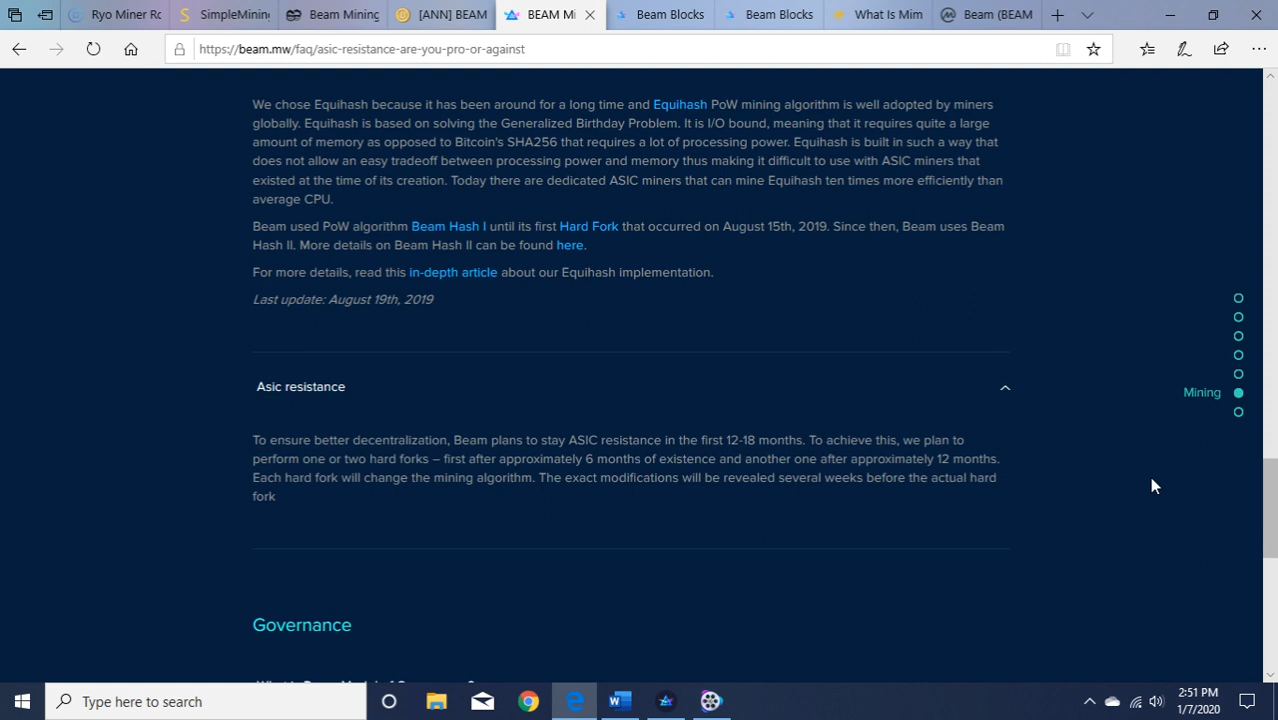 Ryo Miner Ro
SimpleMining
Beam Mining
[ANN] BEAM
BEAM Mi
Beam Blocks
Beam Blocks
What Is Mim
Beam (BEAM
https://beam.mw/faq/asic-resistance-are-you-pro-or-against
We chose Equihash because it has been around for a long time and Equihash PoW mining algorithm is well adopted by miners
globally. Equihash is based on solving the Generalized Birthday Problem. It is I/O bound, meaning that it requires quite a large
amount of memory as opposed to Bitcoin's SHA256 that requires a lot of processing power. Equihash is built in such a way that
does not allow an easy tradeoff between processing power and memory thus making it difficult to use with ASIC miners that
existed at the time of its creation. Today there are dedicated ASIC miners that can mine Equihash ten times more efficiently than
average CPU.
Beam used PoW algorithm Beam Hash I until its first Hard Fork that occurred on August 15th, 2019. Since then, Beam uses Beam
Hash II. More details on Beam Hash II can be found here.
For more details, read this in-depth article about our Equihash implementation.
Last update: August 19th, 2019
Asic resistance
Mining
To ensure better decentralization, Beam plans to stay ASIC resistance in the first 12-18 months. To achieve this, we plan to
perform one or two hard forks – first after approximately 6 months of existence and another one after approximately 12 months.
Each hard fork will change the mining algorithm. The exact modifications will be revealed several weeks before the actual hard
fork
Governance
Type here to search
2:51 PM
1/7/2020